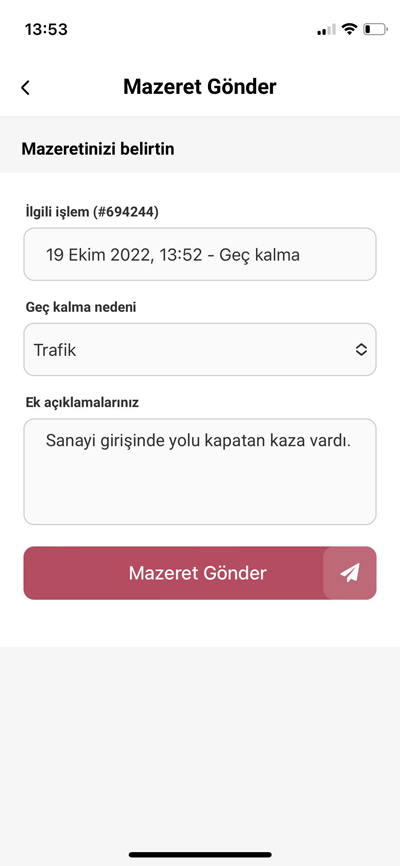 13:53
Mazeret Gönder
Mazeretinizi belirtin
İlgili işlem (#694244)
19 Ekim 2022, 13:52 - Geç kalma
Geç kalma nedeni
Trafik
Ek açıklamalarınız
Sanayi girişinde yolu kapatan kaza vardı.
Mazeret Gönder